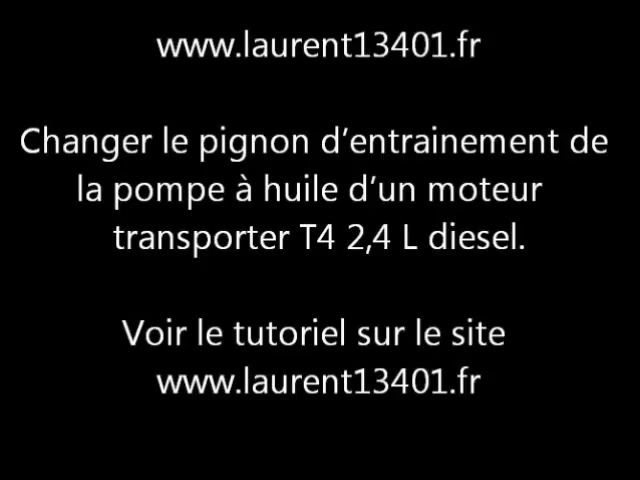 www.laurent13401.fr
Changer le pignon d’entrainement de
la pompe à huile d’un moteur
transporter T4 2,4 L diesel.
Voir le tutoriel sur le site
www.laurent13401.fr